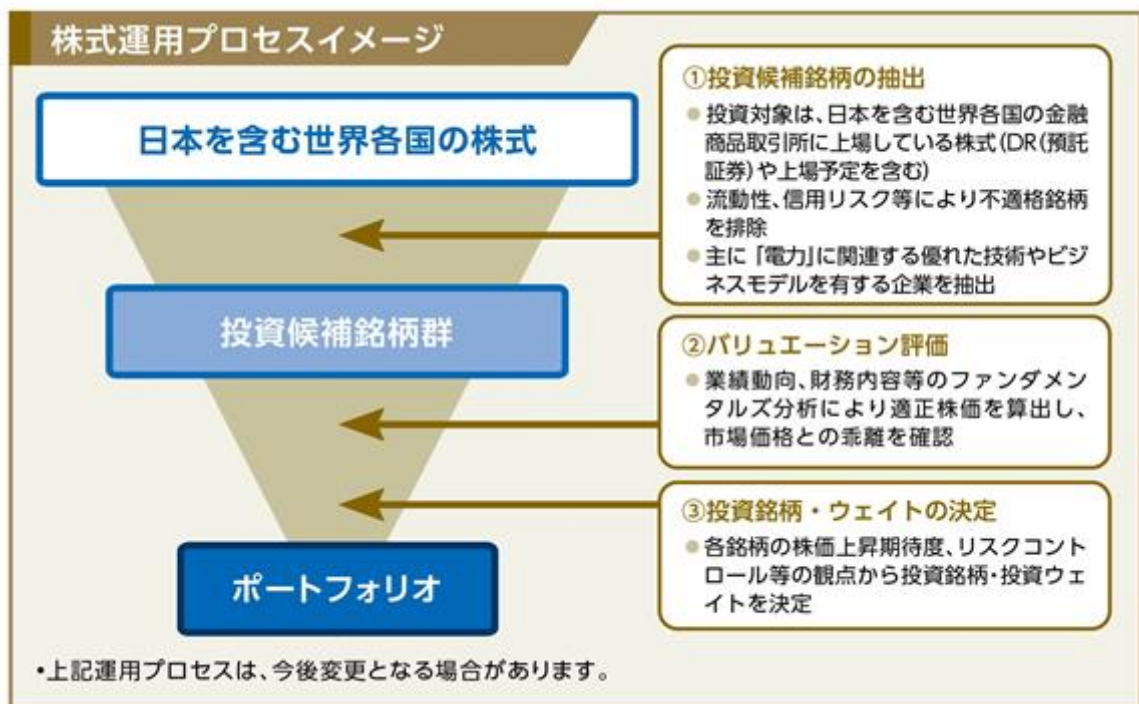 株式運用プロセスイメージ
日本を含む世界各国の株式
投資候補銘柄群
ポートフォリオ
①投資候補銘柄の抽出
●投資対象は、日本を含む世界各国の金融
商品取引所に上場している株式(DR(預託
証券)や上場予定を含む)
●流動性、信用リスク等により不適格銘柄
を排除
●主に「電力」に関連する優れた技術やビジ
ネスモデルを有する企業を抽出
②バリュエーション評価
●業績動向、財務内容等のファンダメン
タルズ分析により適正株価を算出し、
市場価格との乖離を確認
③投資銘柄・ウェイトの決定
●各銘柄の株価上昇期待度、リスクコント
ロール等の観点から投資銘柄・投資ウェ
イトを決定
・上記運用プロセスは、今後変更となる場合があります。